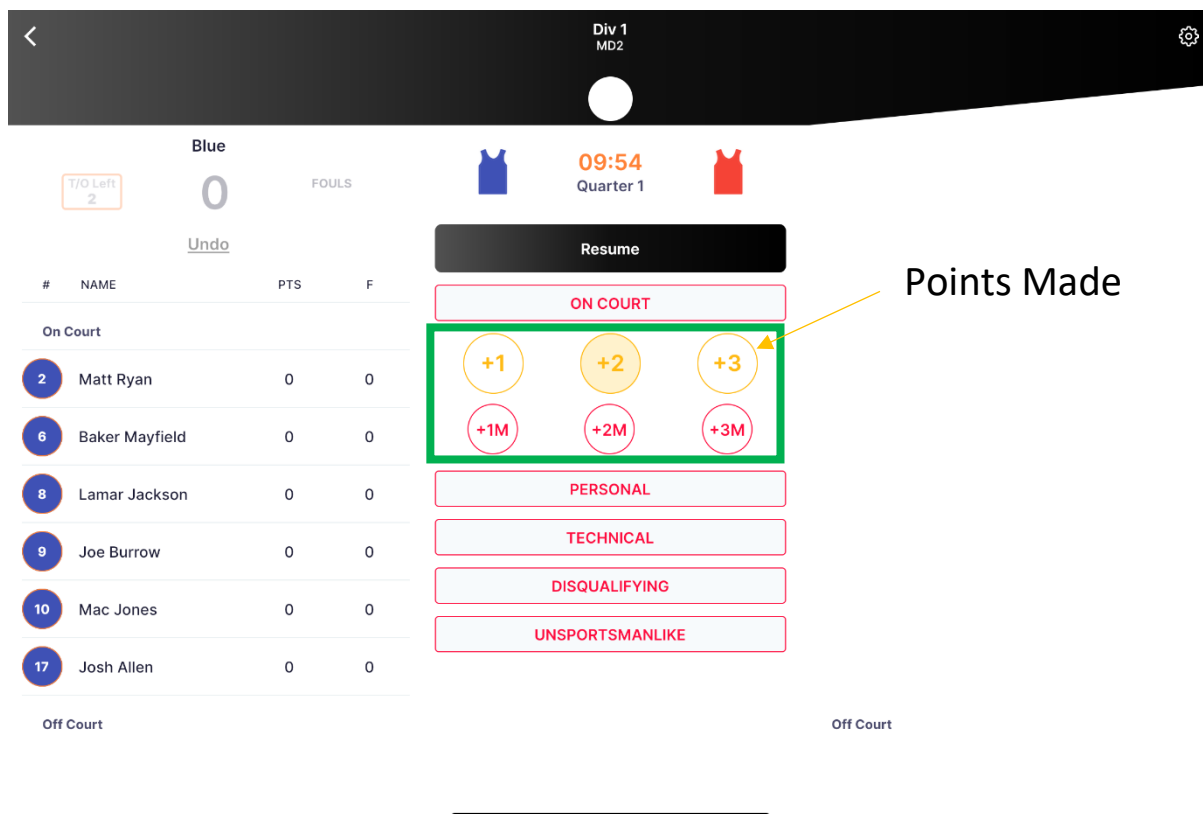 Div 1
MD2
Blue
T/O Left
2
0
FOULS
Undo
09:54
Quarter 1
Resume
# NAME PTS F
On Court
2 Matt Ryan 0 0
6 Baker Mayfield 0 0
8 Lamar Jackson 0 0
9 Joe Burrow 0 0
10 Mac Jones 0 0
17 Josh Allen 0 0
Off Court
ON COURT
+1 +2 +3
+1M +2M +3M
PERSONAL
TECHNICAL
DISQUALIFYING
UNSPORTSMANLIKE
Points Made
Off Court